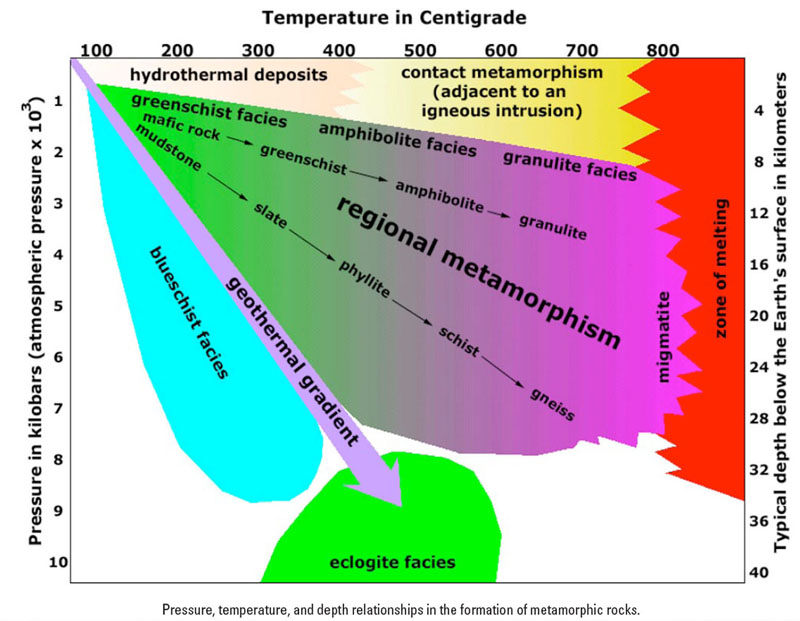 Temperature in Centigrade
100 200 300 400 500 600 700 800
hydrothermal deposits
contact metamorphism
(adjacent to an
igneous intrusion)
Pressure in kilobars (atmospheric pressure x 10³)
1
2
3
4
5
6
7
8
9
10
greenschist facies
amphibolite facies
granulite facies
mafic rock
greenschist
amphibolite
granulite
mudstone
slate
phyllite
schist
gneiss
regional metamorphism
blueschist facies
geothermal gradient
migmatite
zone of melting
eclogite facies
4
8
12
16
20
24
28
32
36
40
Typical depth below the Earth's surface in kilometers
Pressure, temperature, and depth relationships in the formation of metamorphic rocks.